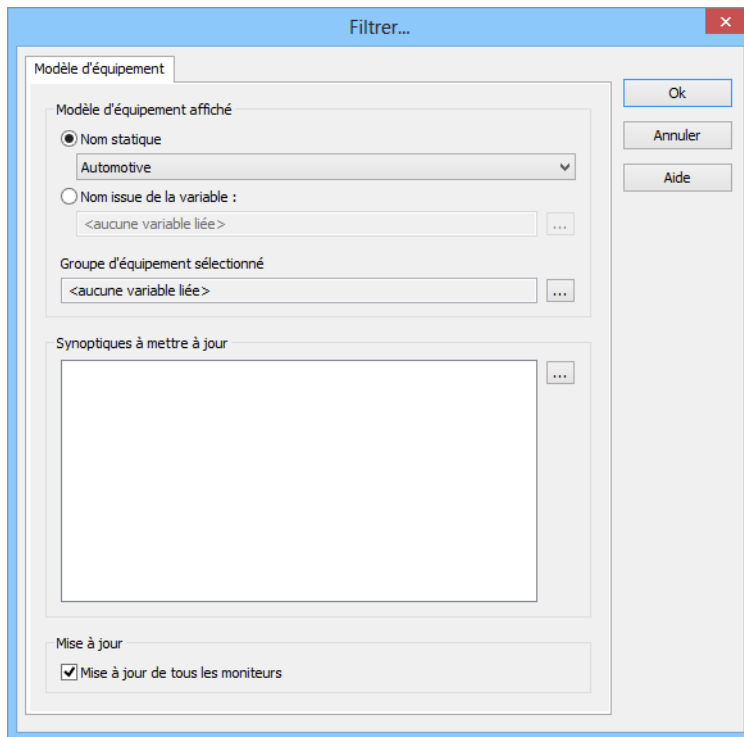 Filtrer...
Modèle d'équipement
Modèle d'équipement affiché
Nom statique
Automotive
Nom issue de la variable :
<aucune variable liée>
...
Groupe d'équipement sélectionné
<aucune variable liée>
...
Synoptiques à mettre à jour
...
Mise à jour
Mise à jour de tous les moniteurs
Ok
Annuler
Aide